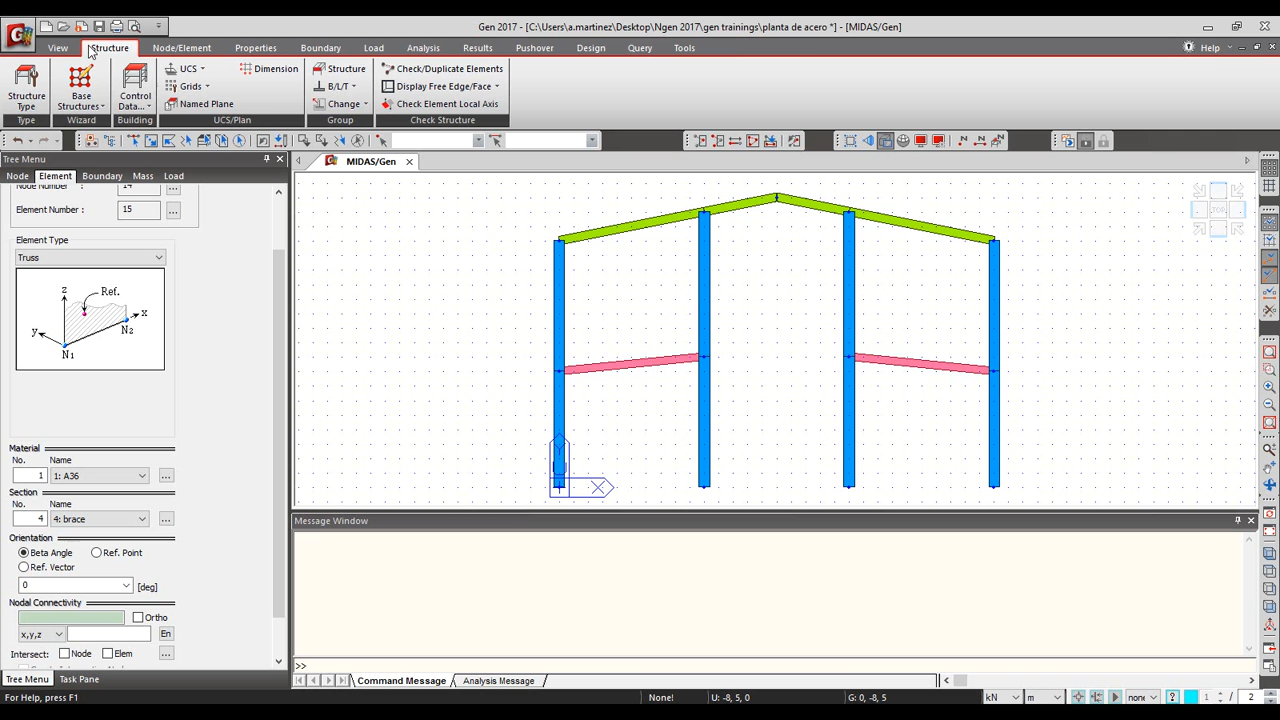 Gen 2017 - [C:\Users\a.martinez\Desktop\Ngen 2017\gen trainings\planta de acero *] - [MIDAS/Gen]
View Structure Node/Element Properties Boundary Load Analysis Results Pushover Design Query Tools Help
Structure Type
Base Structures
Control Data...
UCS
Grids
Named Plane
Dimension
Structure
B/L/T
Change
Check/Duplicate Elements
Display Free Edge/Face
Check Element Local Axis
Type Wizard Building UCS/Plan Group Check Structure
Tree Menu
MIDAS/Gen
Node Element Boundary Mass Load
Node Number : 14
Element Number : 15
Element Type
Truss
Ref.
z
x
y
N2
N1
TOP
Material
No. Name
1 1: A36
Section
No. Name
4 4: brace
Orientation
Beta Angle Ref. Point
Ref. Vector
0 [deg]
Nodal Connectivity
Ortho
x,y,z En
Intersect: Node Elem
X
Message Window
>>
Tree Menu Task Pane
Command Message Analysis Message
For Help, press F1
None! U: -8, 5, 0 G: 0, -8, 5 kN m none 1 / 2